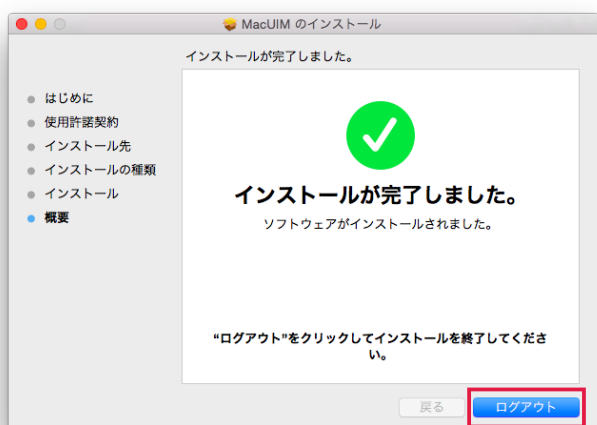 MacUIM のインストール
インストールが完了しました。
はじめに
使用許諾契約
インストール先
インストールの種類
インストール
概要
インストールが完了しました。
ソフトウェアがインストールされました。
“ログアウト"をクリックしてインストールを終了してくださ
い。
戻る
ログアウト